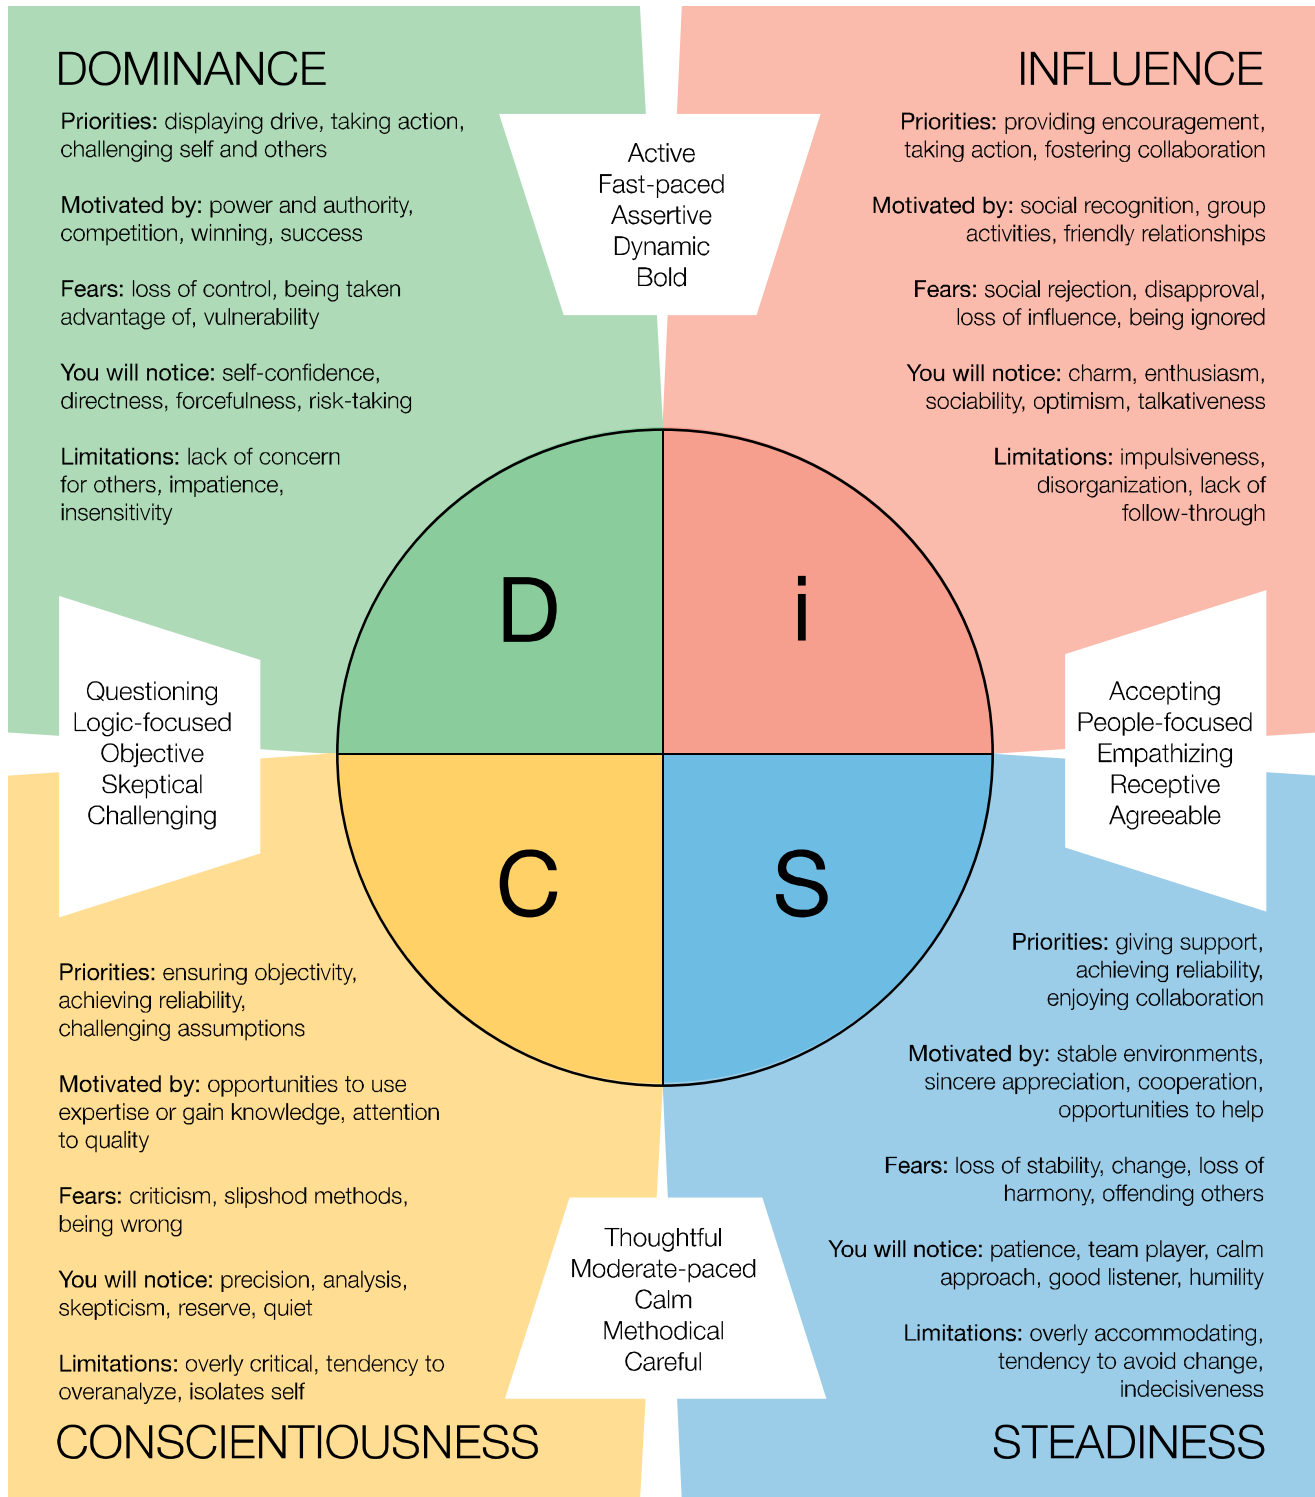 DOMINANCE
Priorities: displaying drive, taking action,
challenging self and others
Motivated by: power and authority,
competition, winning, success
Fears: loss of control, being taken
advantage of, vulnerability
You will notice: self-confidence,
directness, forcefulness, risk-taking
Limitations: lack of concern
for others, impatience,
insensitivity
Active
Fast-paced
Assertive
Dynamic
Bold
INFLUENCE
Priorities: providing encouragement,
taking action, fostering collaboration
Motivated by: social recognition, group
activities, friendly relationships
Fears: social rejection, disapproval,
loss of influence, being ignored
You will notice: charm, enthusiasm,
sociability, optimism, talkativeness
Limitations: impulsiveness,
disorganization, lack of
follow-through
D
i
Questioning
Logic-focused
Objective
Skeptical
Challenging
Accepting
People-focused
Empathizing
Receptive
Agreeable
C
S
Priorities: ensuring objectivity,
achieving reliability,
challenging assumptions
Motivated by: opportunities to use
expertise or gain knowledge, attention
to quality
Fears: criticism, slipshod methods,
being wrong
You will notice: precision, analysis,
skepticism, reserve, quiet
Limitations: overly critical, tendency to
overanalyze, isolates self
CONSCIENTIOUSNESS
Thoughtful
Moderate-paced
Calm
Methodical
Careful
Priorities: giving support,
achieving reliability,
enjoying collaboration
Motivated by: stable environments,
sincere appreciation, cooperation,
opportunities to help
Fears: loss of stability, change, loss of
harmony, offending others
You will notice: patience, team player, calm
approach, good listener, humility
Limitations: overly accommodating,
tendency to avoid change,
indecisiveness
STEADINESS